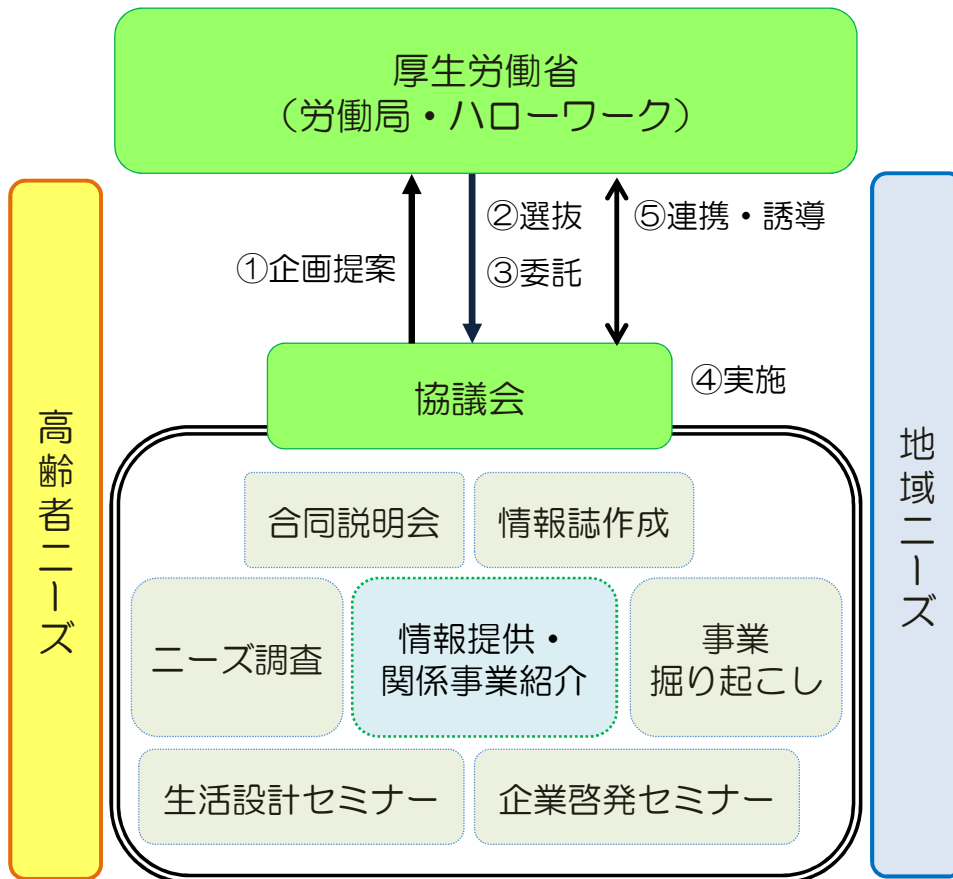 厚生労働省
（労働局・ハローワーク）
①企画提案
②選抜
③委託
⑤連携・誘導
協議会
④実施
高齢者ニーズ
地域ニーズ
合同説明会
情報誌作成
ニーズ調査
情報提供・
関係事業紹介
事業
掘り起こし
生活設計セミナー
企業啓発セミナー